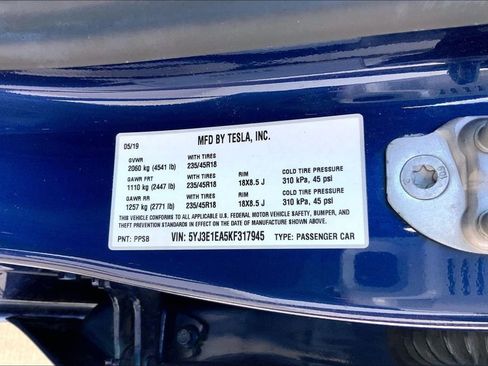 05/19 MFD BY TESLA, INC.
GVWR WITH TIRES
2060 kg (4541 lb) 235/45R18
GAWR FRT WITH TIRES RIM COLD TIRE PRESSURE
1110 kg (2447 lb) 235/45R18 18X8.5 J 310 kPa, 45 psi
GAWR RR WITH TIRES RIM COLD TIRE PRESSURE
1257 kg (2771 lb) 235/45R18 18X8.5 J 310 kPa, 45 psi
THIS VEHICLE CONFORMS TO ALL APPLICABLE U.S. FEDERAL MOTOR VEHICLE SAFETY, BUMPER, AND
THEFT PREVENTION STANDARDS IN EFFECT ON THE DATE OF MANUFACTURE SHOWN ABOVE.
PNT: PPSB VIN: 5YJ3E1EA5KF317945 TYPE: PASSENGER CAR